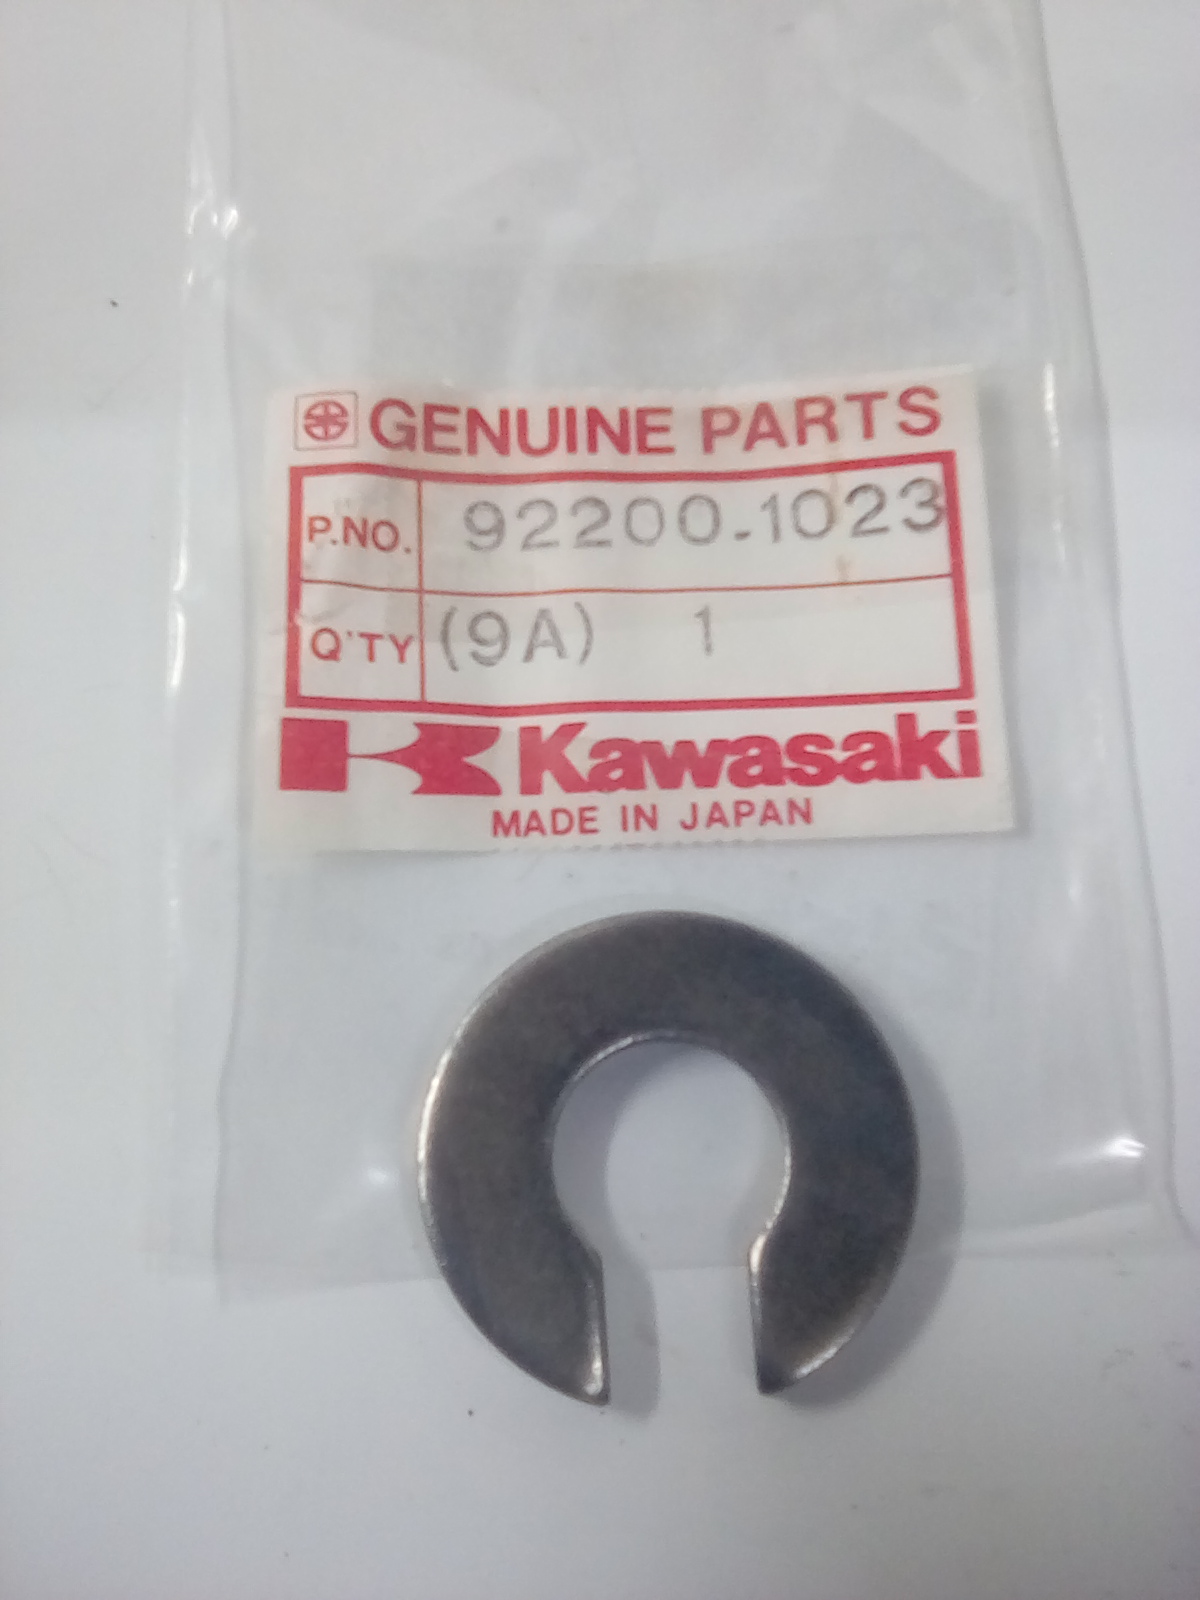 GENUINE PARTS
P.NO. 92200-1023
Q'TY (9A) 1
Kawasaki
MADE IN JAPAN